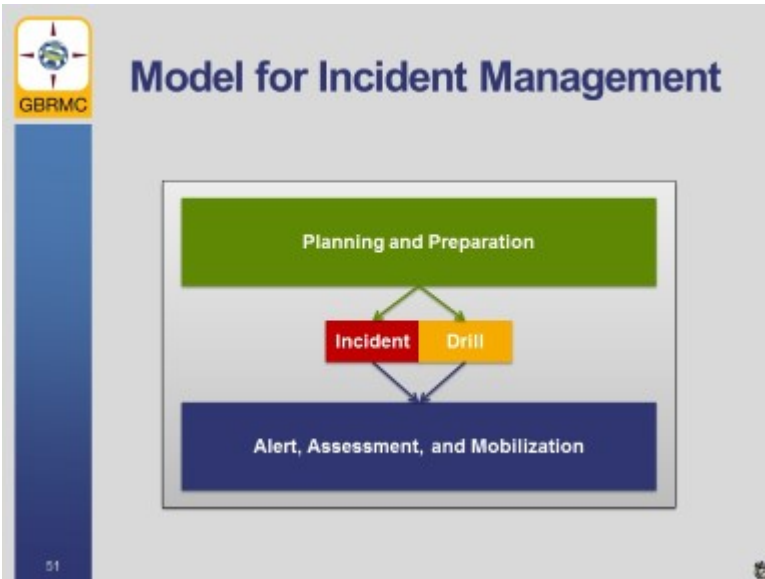 GBRMC
Model for Incident Management
Planning and Preparation
Incident
Drill
Alert, Assessment, and Mobilization
51